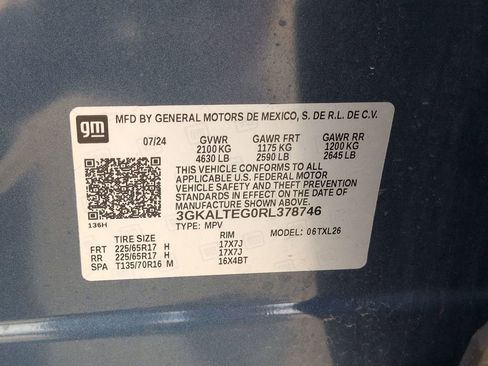 gm
MFD BY GENERAL MOTORS DE MEXICO, S. DE R.L. DE C.V.
07/24 GVWR GAWR FRT GAWR RR
2100 KG 1175 KG 1200 KG
4630 LB 2590 LB 2645 LB
THIS VEHICLE CONFORMS TO ALL
APPLICABLE U.S. FEDERAL MOTOR
VEHICLE SAFETY AND THEFT PREVENTION
STANDARDS IN EFFECT ON THE DATE OF
MANUFACTURE SHOWN ABOVE.
3GKALTEG0RL378746
136H
TYPE: MPV
MODEL: 06TXL26
TIRE SIZE RIM
FRT 225/65R17 H 17X7J
RR 225/65R17 H 17X7J
SPA T135/70R16 M 16X4BT